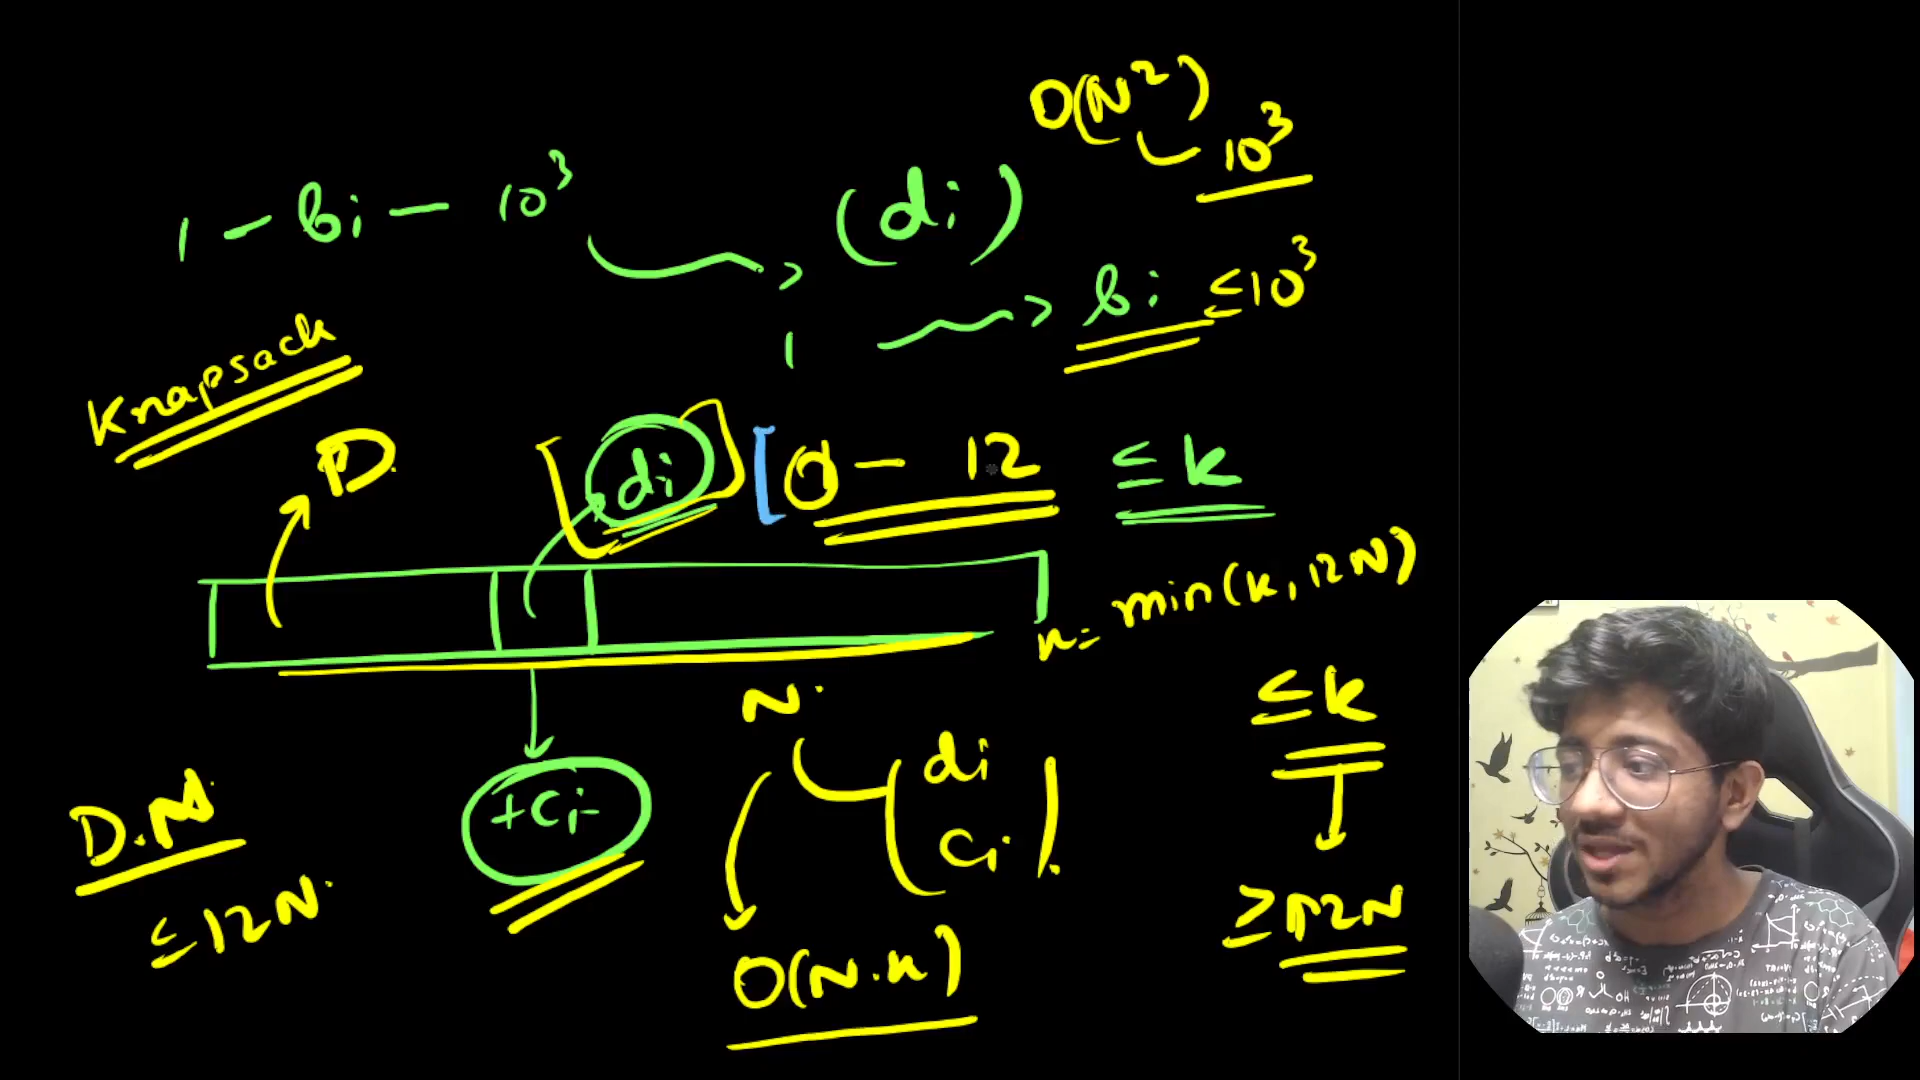 O(N²)
10³
1 - bi - 10³
(di)
1 > bi ≤10³
Knapsack
D.
[di] [0 - 12 ≤ k
k = min(k, 12N)
N.
≤k
di
+Ci
Ci
D.N
≤12N.
≥12N
O(N.k)